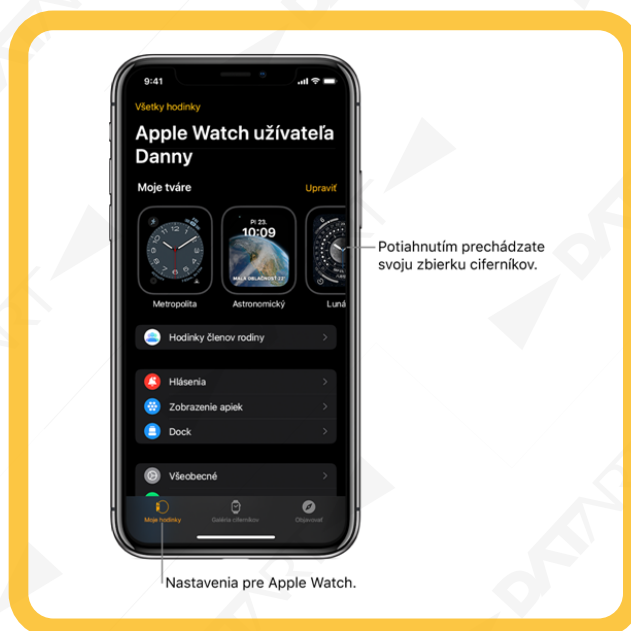 9:41
Všetky hodinky
Apple Watch užívateľa
Danny
Moje tváre
Upraviť
PI 23.
10:09
Metropolita
Astronomický
Luná
Potiahnutím prechádzate
svoju zbierku ciferníkov.
Hodinky členov rodiny
Hlásenia
Zobrazenie apiek
Dock
Všeobecné
Moje hodinky
Galéria ciferníkov
Objavovať
Nastavenia pre Apple Watch.
DATART